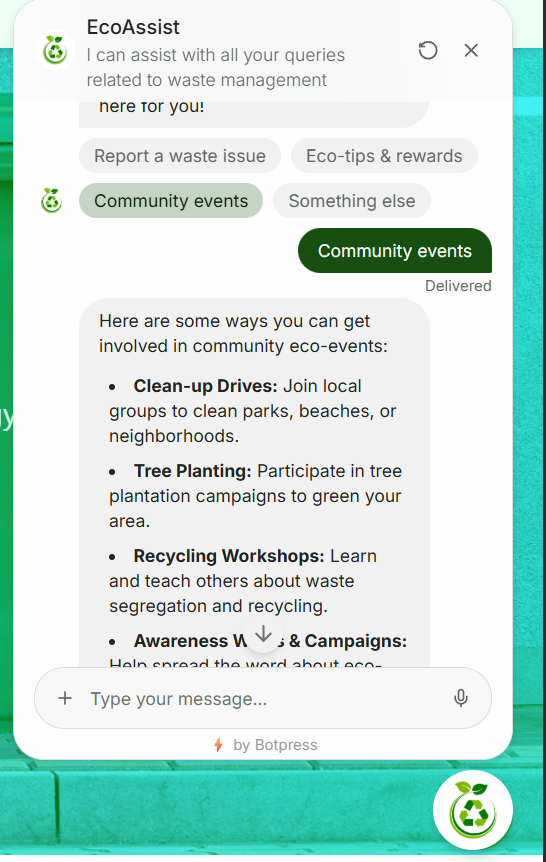 EcoAssist
I can assist with all your queries
related to waste management
here for you!
Report a waste issue
Eco-tips & rewards
Community events
Something else
Community events
Delivered
Here are some ways you can get
involved in community eco-events:
• Clean-up Drives: Join local
groups to clean parks, beaches, or
neighborhoods.
• Tree Planting: Participate in tree
plantation campaigns to green your
area.
• Recycling Workshops: Learn
and teach others about waste
segregation and recycling.
• Awareness & Campaigns:
Help spread the word about eco-
Type your message...
by Botpress